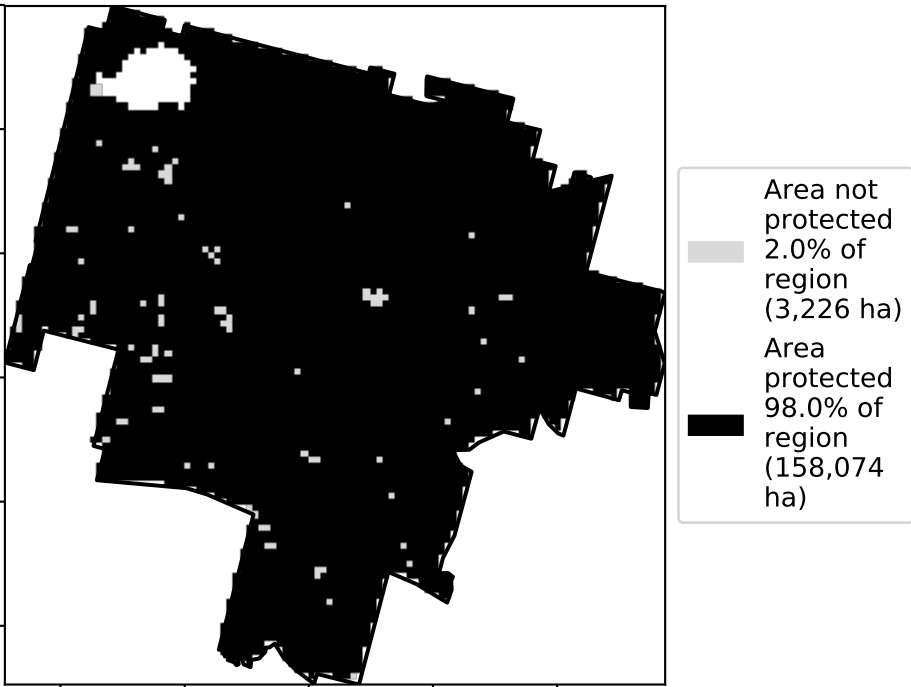 Area not
protected
2.0% of
region
(3,226 ha)
Area
protected
98.0% of
region
(158,074
ha)